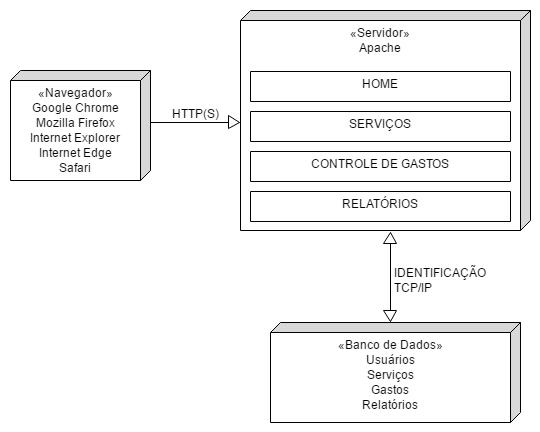 «Servidor»
Apache
HOME
SERVIÇOS
CONTROLE DE GASTOS
RELATÓRIOS
«Navegador»
Google Chrome
Mozilla Firefox
Internet Explorer
Internet Edge
Safari
HTTP(S)
IDENTIFICAÇÃO
TCP/IP
«Banco de Dados»
Usuários
Serviços
Gastos
Relatórios